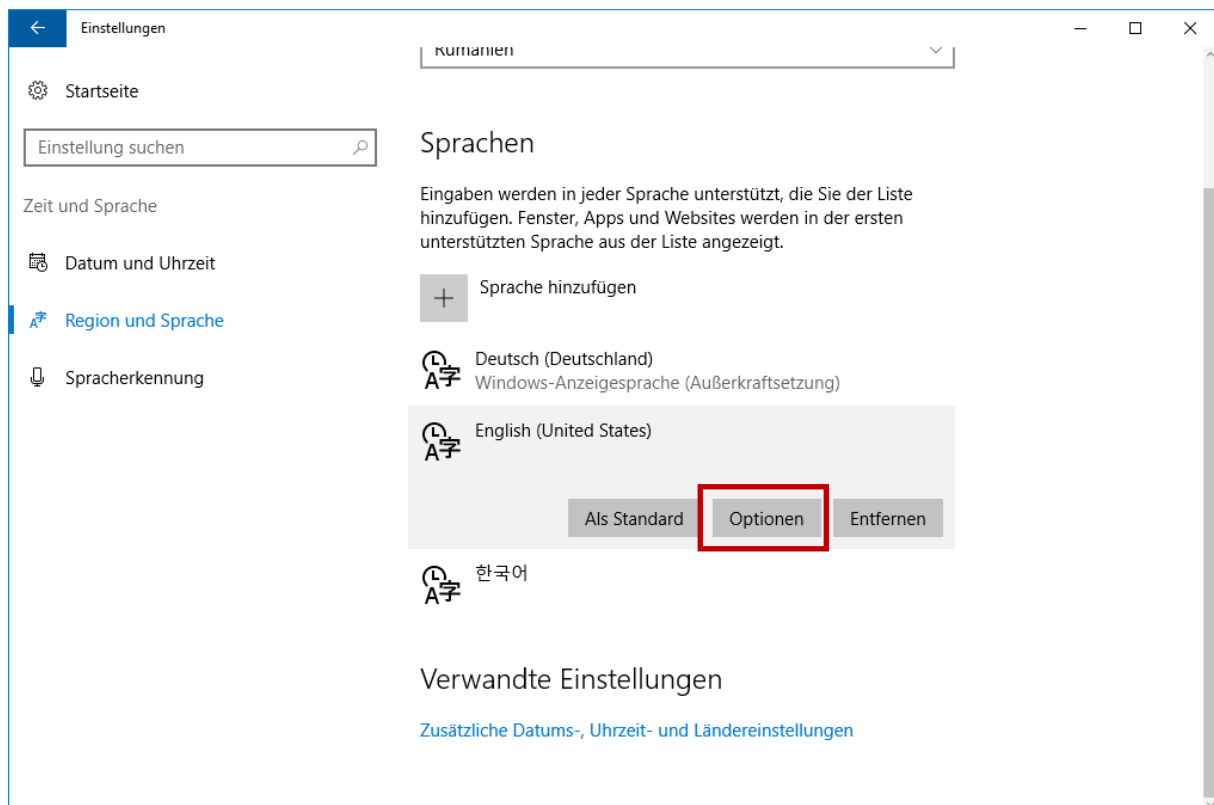 Einstellungen
Rumänien
Startseite
Einstellung suchen
Zeit und Sprache
Datum und Uhrzeit
Region und Sprache
Spracherkennung
Sprachen
Eingaben werden in jeder Sprache unterstützt, die Sie der Liste
hinzufügen. Fenster, Apps und Websites werden in der ersten
unterstützten Sprache aus der Liste angezeigt.
Sprache hinzufügen
Deutsch (Deutschland)
Windows-Anzeigesprache (Außerkraftsetzung)
English (United States)
Als Standard Optionen Entfernen
한국어
Verwandte Einstellungen
Zusätzliche Datums-, Uhrzeit- und Ländereinstellungen